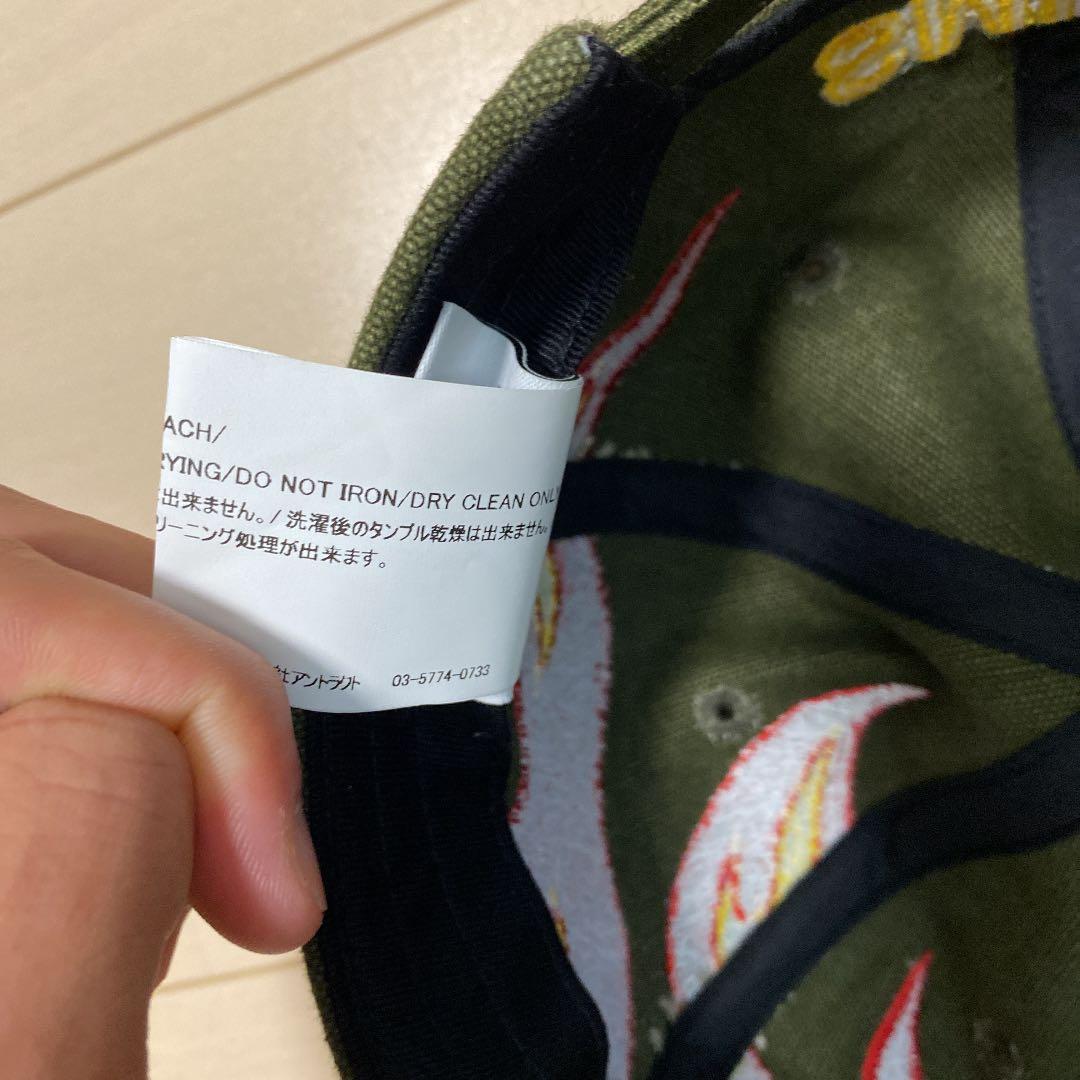 ACH/
RYING/DO NOT IRON/DRY CLEAN ONLY
出来ません。/ 洗濯後のタンブル乾燥は出来ません。
リーニング処理が出来ます。
社アントラクト 03-5774-0733